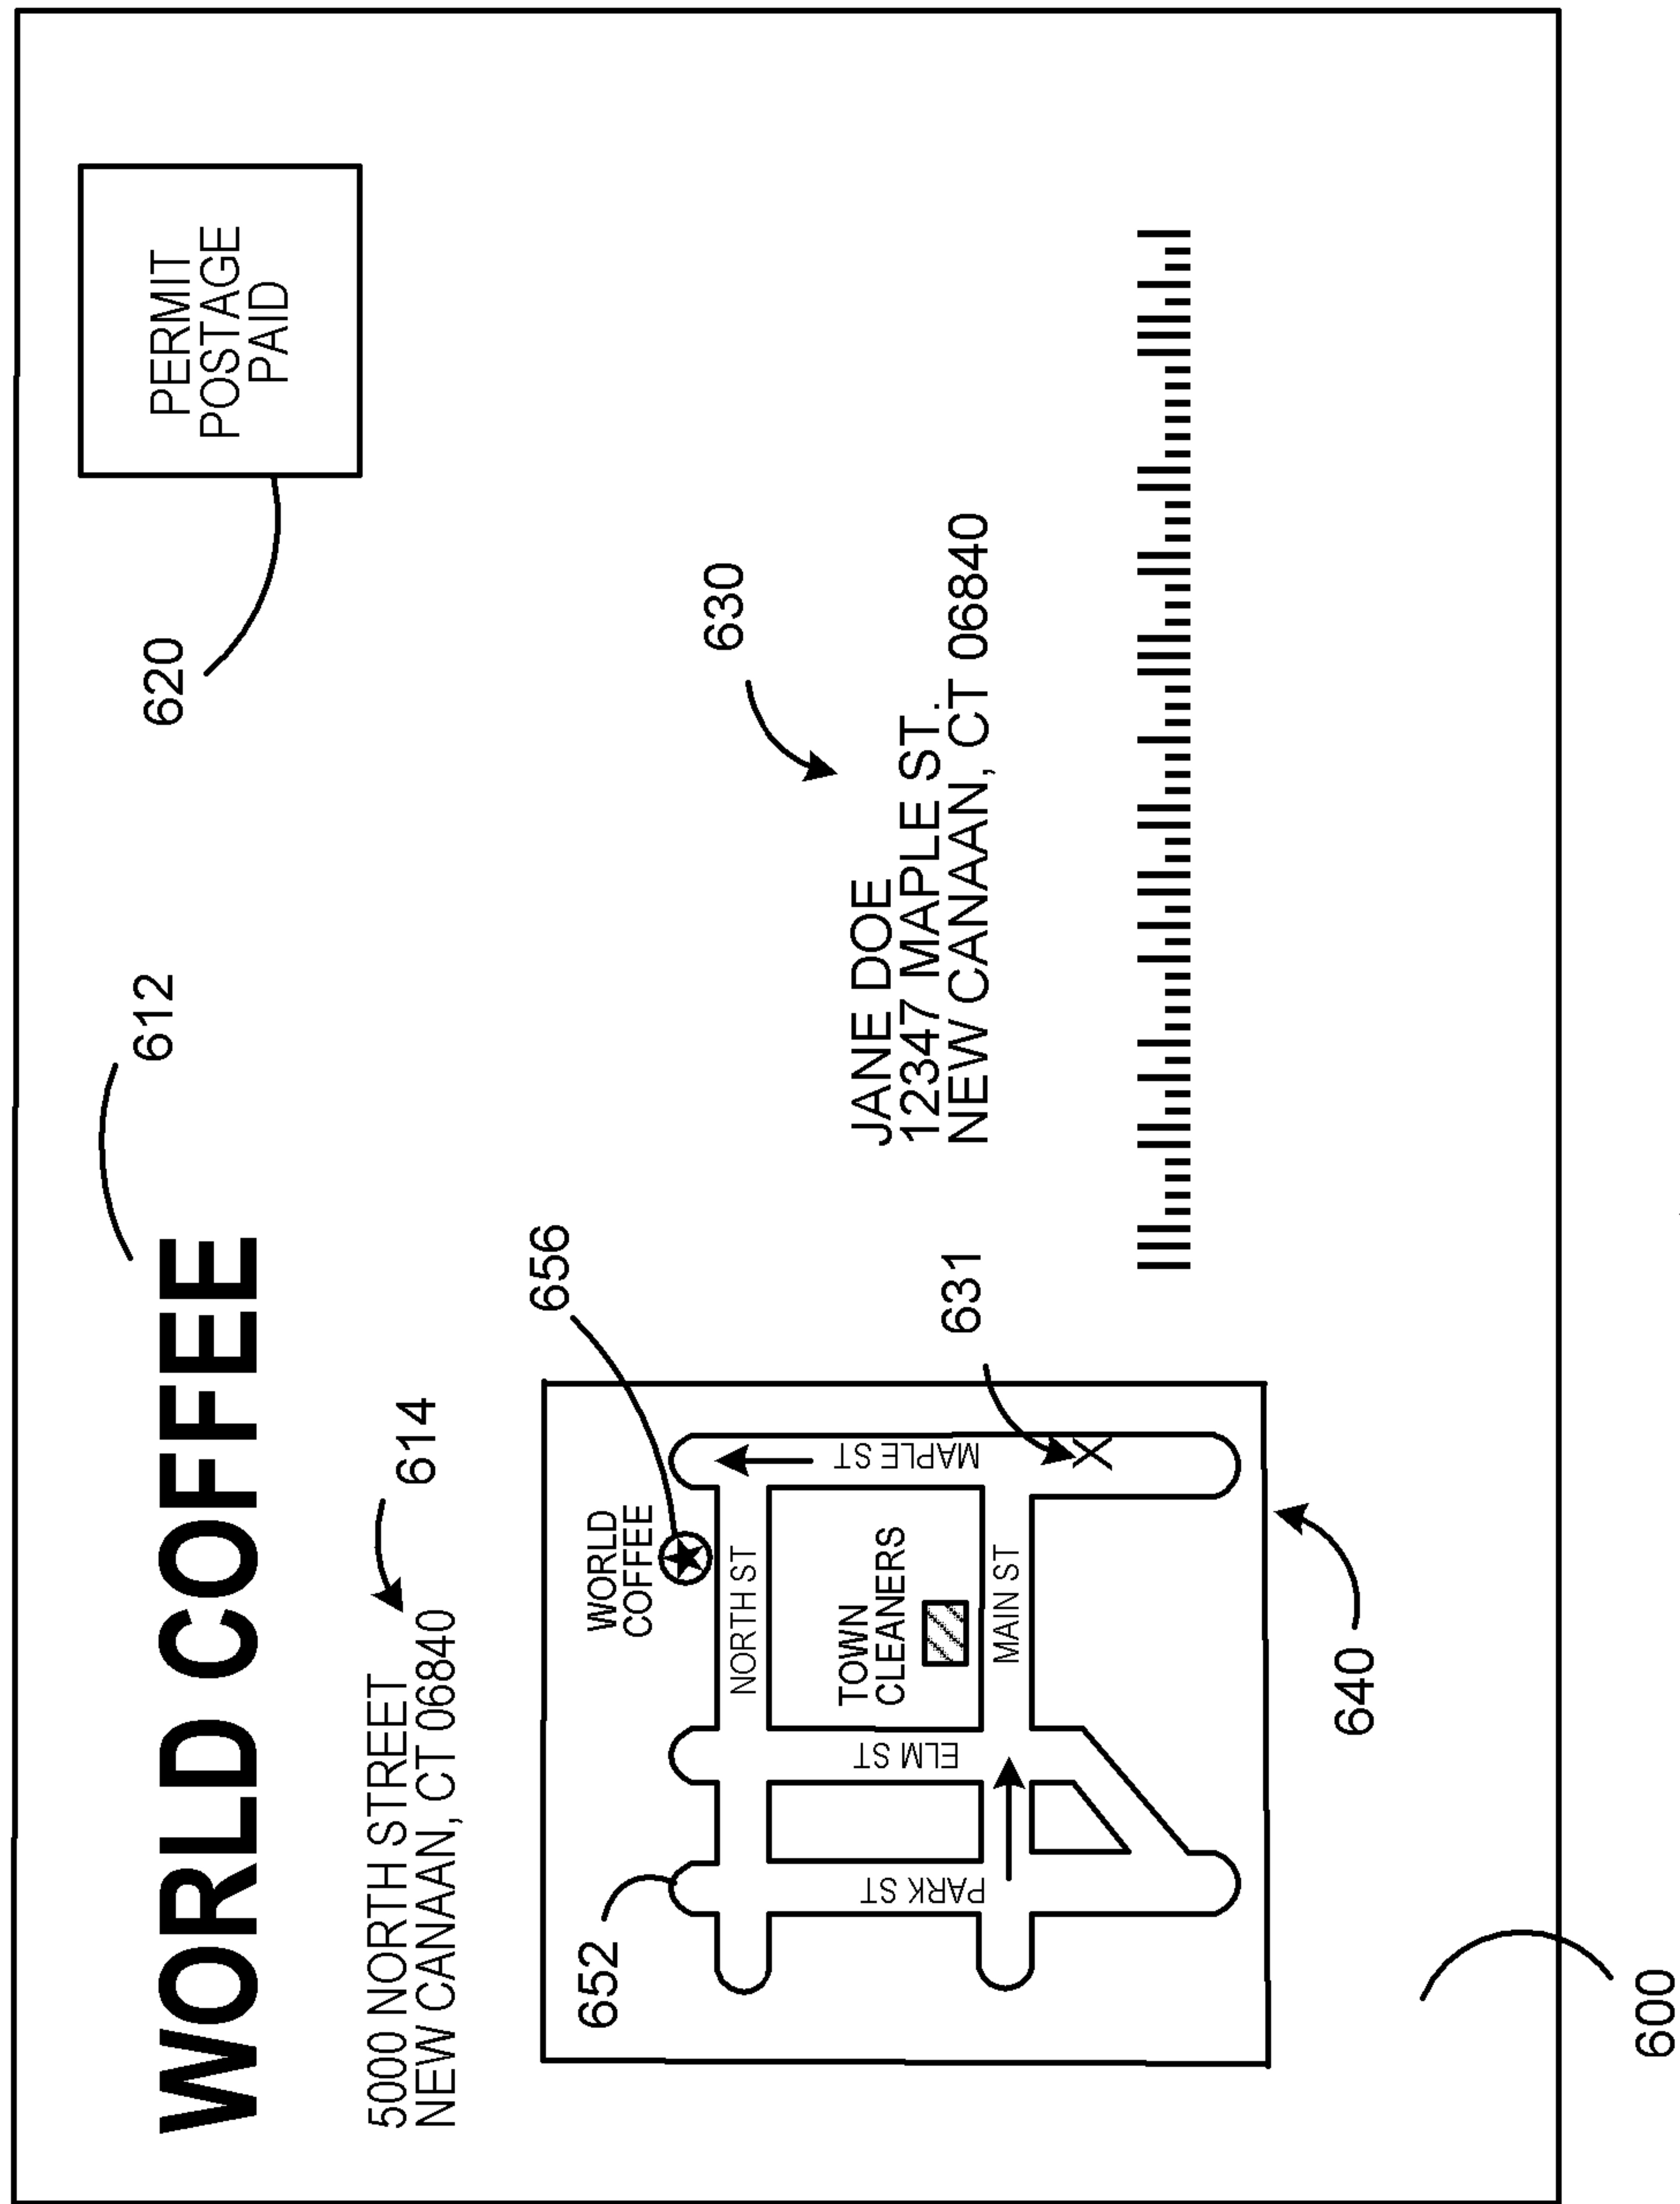 612
WORLD COFFEE
620
PERMIT
POSTAGE
PAID
614
5000 NORTH STREET
NEW CANAAN, CT 06840
656
652
WORLD
COFFEE
NORTH ST
TOWN
CLEANERS
MAIN ST
PARK ST
ELM ST
MAPLE ST
631
630
JANE DOE
12347 MAPLE ST.
NEW CANAAN, CT 06840
X
640
600